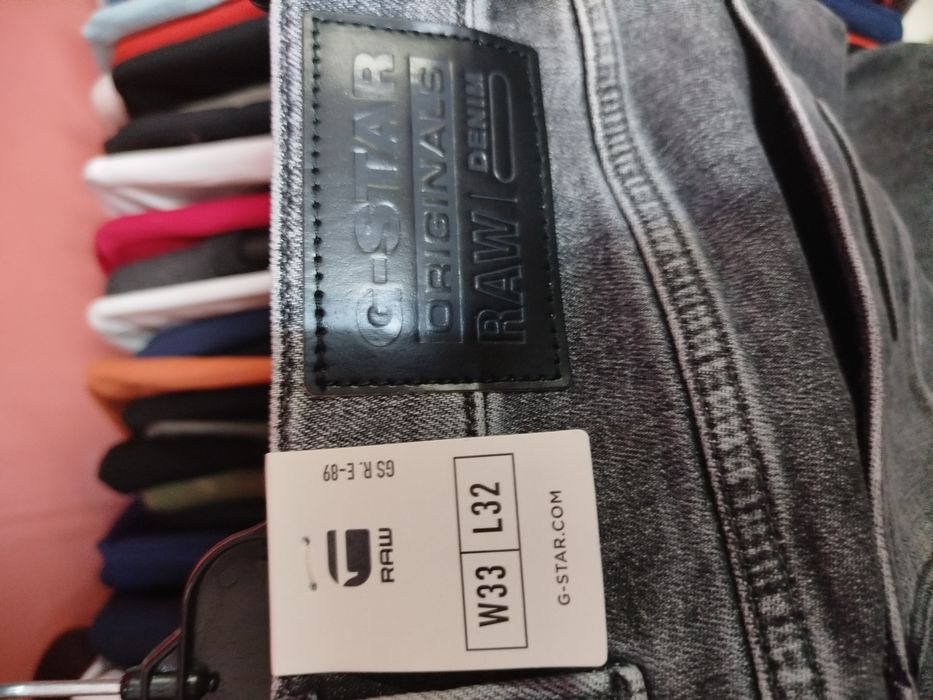 G-STAR
ORIGINALS
RAW DENIM
GS R. E-89
RAW
W33 L32
G-STAR.COM